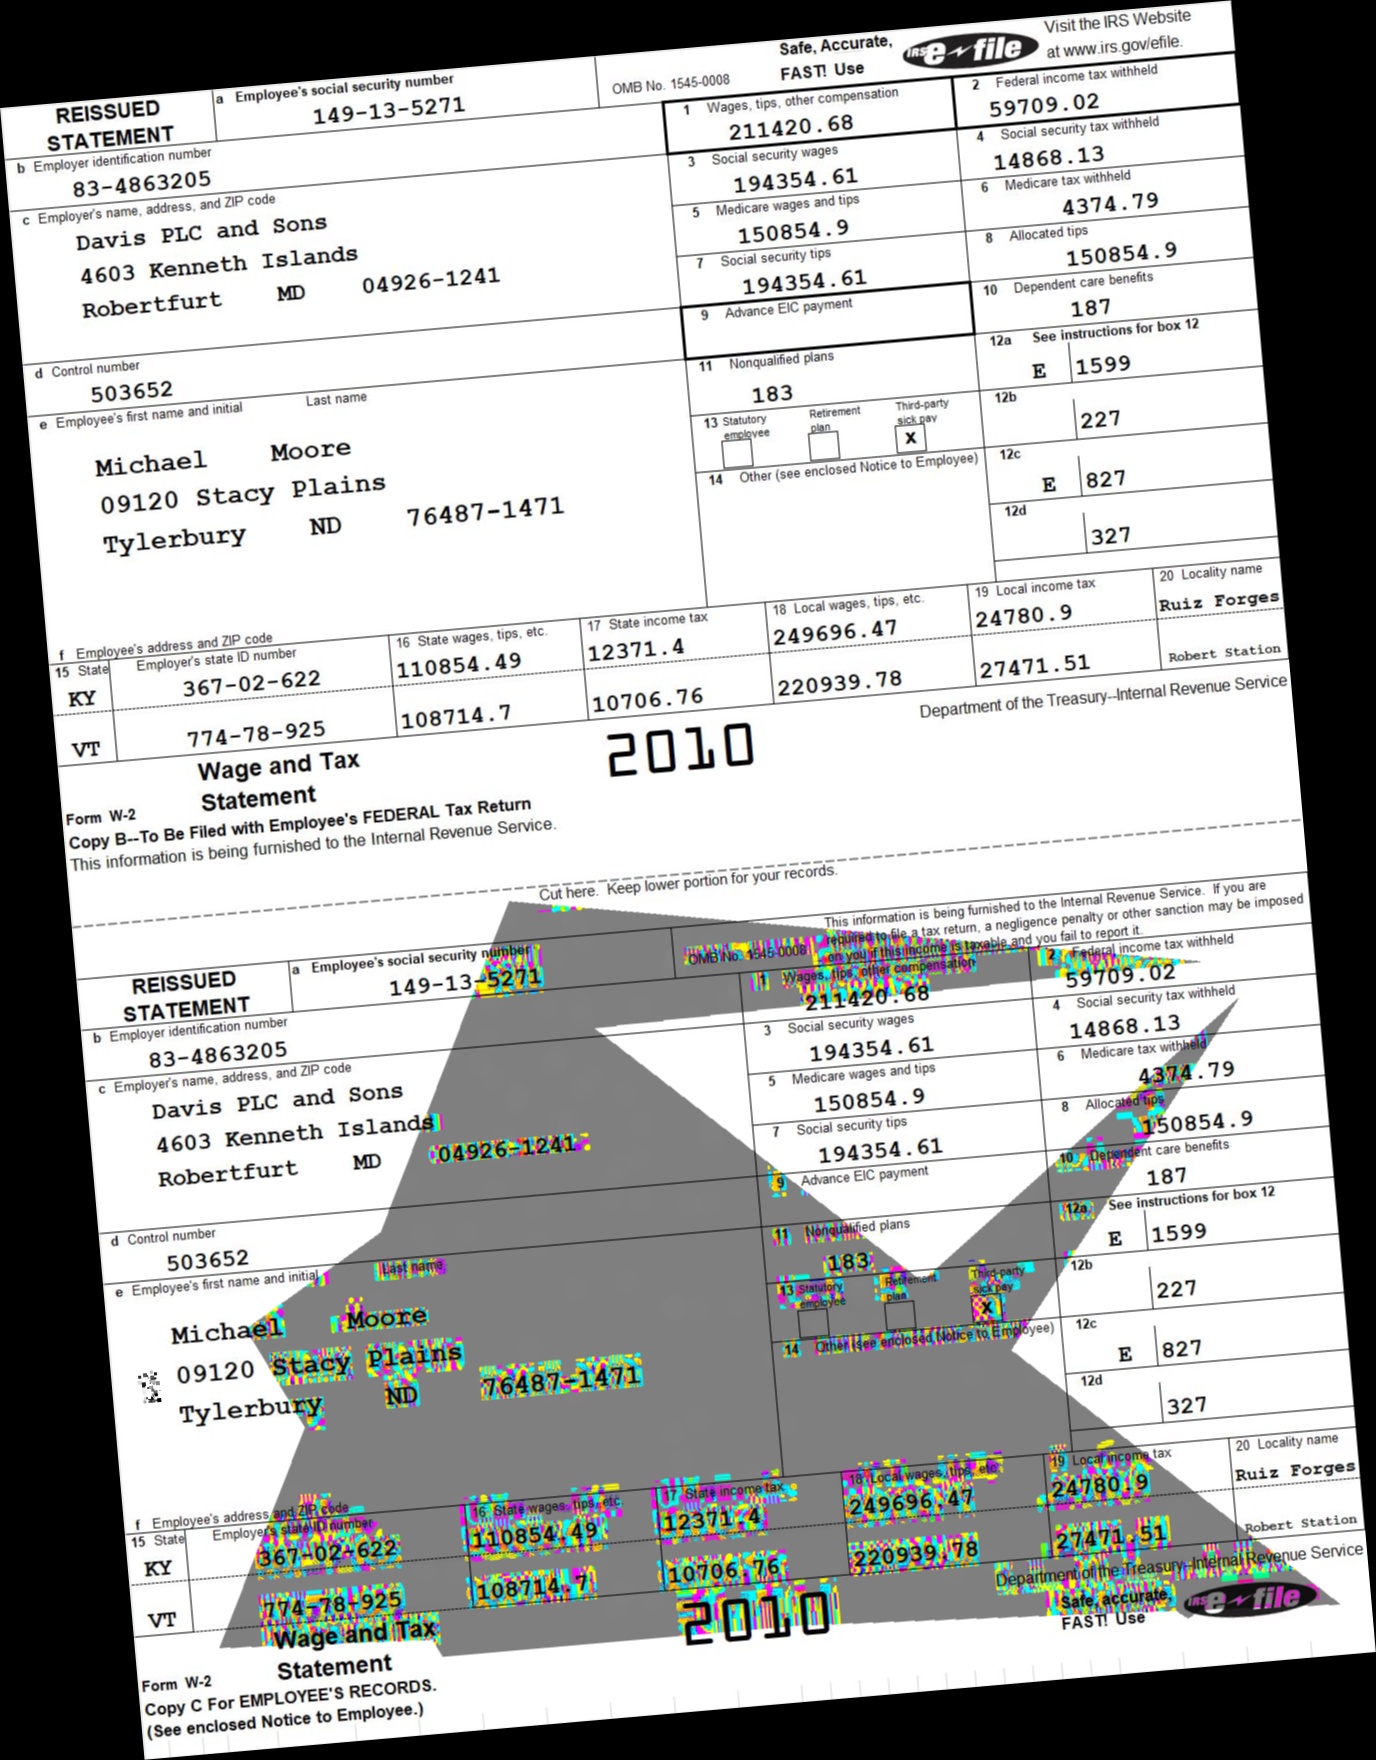 Safe, Accurate,
FAST! Use
IRS e-file
Visit the IRS Website
at www.irs.gov/efile.
REISSUED
STATEMENT
a Employee's social security number
149-13-5271
OMB No. 1545-0008
1 Wages, tips, other compensation
211420.68
2 Federal income tax withheld
59709.02
b Employer identification number
83-4863205
3 Social security wages
194354.61
4 Social security tax withheld
14868.13
c Employer's name, address, and ZIP code
Davis PLC and Sons
4603 Kenneth Islands
Robertfurt MD 04926-1241
5 Medicare wages and tips
150854.9
6 Medicare tax withheld
4374.79
7 Social security tips
194354.61
8 Allocated tips
150854.9
9 Advance EIC payment
10 Dependent care benefits
187
d Control number
503652
11 Nonqualified plans
183
12a See instructions for box 12
E 1599
e Employee's first name and initial Last name
Michael Moore
09120 Stacy Plains
Tylerbury ND 76487-1471
13 Statutory employee
Retirement plan
Third-party sick pay
X
12b
227
14 Other (see enclosed Notice to Employee)
12c
E 827
12d
327
f Employee's address and ZIP code
15 State Employer's state ID number
16 State wages, tips, etc.
17 State income tax
18 Local wages, tips, etc.
19 Local income tax
20 Locality name
KY 367-02-622 110854.49 12371.4 249696.47 24780.9 Ruiz Forges
VT 774-78-925 108714.7 10706.76 220939.78 27471.51 Robert Station
Form W-2 Wage and Tax
Statement
2010
Department of the Treasury--Internal Revenue Service
Copy B--To Be Filed with Employee's FEDERAL Tax Return
This information is being furnished to the Internal Revenue Service.
Cut here. Keep lower portion for your records.
This information is being furnished to the Internal Revenue Service. If you are
required to file a tax return, a negligence penalty or other sanction may be imposed
on you if this income is taxable and you fail to report it.
REISSUED
STATEMENT
a Employee's social security number
149-13-5271
OMB No. 1545-0008
1 Wages, tips, other compensation
211420.68
2 Federal income tax withheld
59709.02
b Employer identification number
83-4863205
3 Social security wages
194354.61
4 Social security tax withheld
14868.13
c Employer's name, address, and ZIP code
Davis PLC and Sons
4603 Kenneth Islands
Robertfurt MD 04926-1241
5 Medicare wages and tips
150854.9
6 Medicare tax withheld
4374.79
7 Social security tips
194354.61
8 Allocated tips
150854.9
9 Advance EIC payment
10 Dependent care benefits
187
d Control number
503652
11 Nonqualified plans
183
12a See instructions for box 12
E 1599
e Employee's first name and initial Last name
Michael Moore
09120 Stacy Plains
Tylerbury ND 76487-1471
13 Statutory employee
Retirement plan
Third-party sick pay
X
12b
227
14 Other (see enclosed Notice to Employee)
12c
E 827
12d
327
f Employee's address and ZIP code
15 State Employer's state ID number
16 State wages, tips, etc.
17 State income tax
18 Local wages, tips, etc.
19 Local income tax
20 Locality name
KY 367-02-622 110854.49 12371.4 249696.47 24780.9 Ruiz Forges
VT 774-78-925 108714.7 10706.76 220939.78 27471.51 Robert Station
Form W-2 Wage and Tax
Statement
2010
Department of the Treasury--Internal Revenue Service
Safe, accurate,
FAST! Use
IRS e-file
Copy C For EMPLOYEE'S RECORDS.
(See enclosed Notice to Employee.)